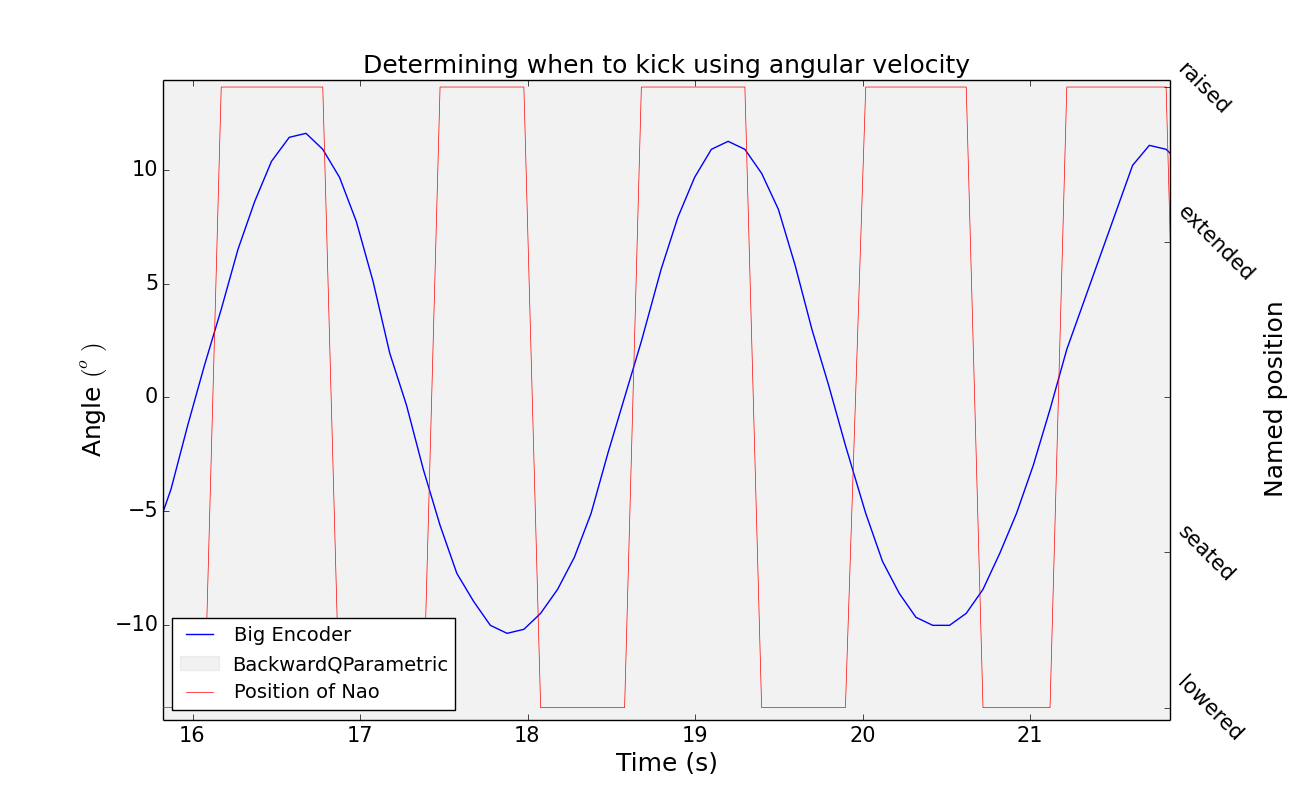 Determining when to kick using angular velocity
raised
extended
seated
lowered
Named position
10
5
0
−5
−10
Angle (°)
Big Encoder
BackwardQParametric
Position of Nao
16 17 18 19 20 21
Time (s)